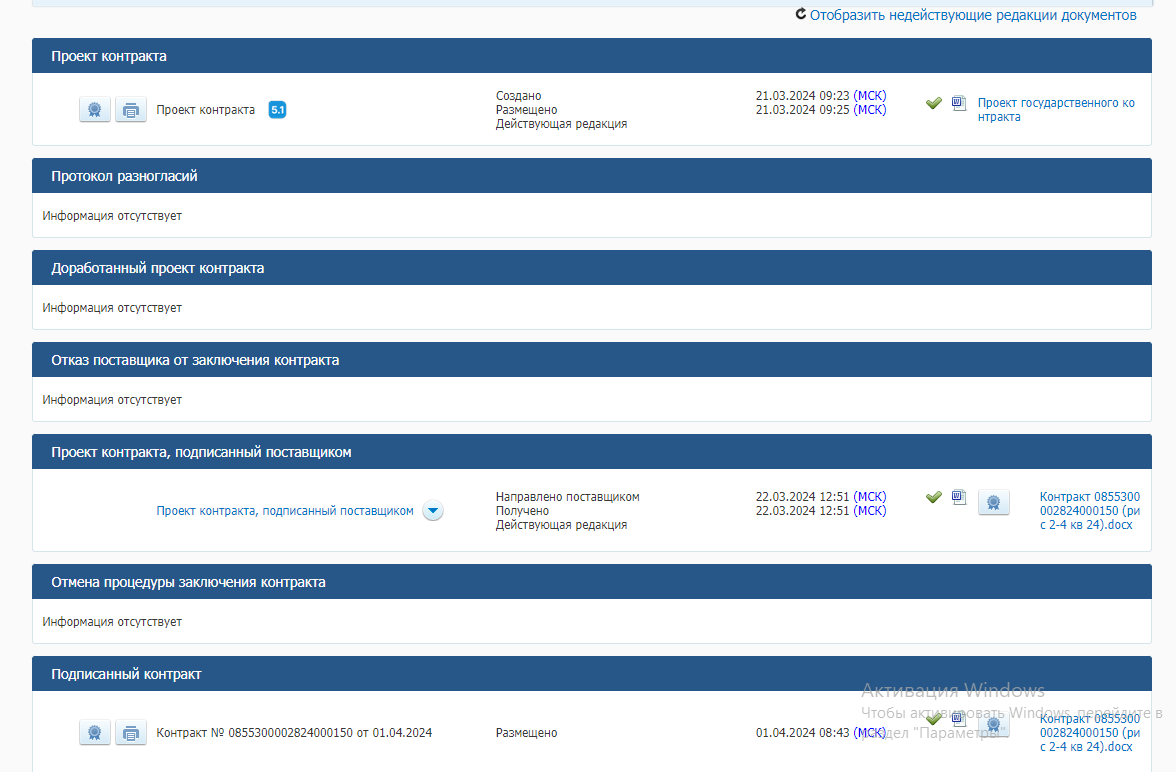 Отобразить недействующие редакции документов
Проект контракта
Проект контракта 5.1
Создано 21.03.2024 09:23 (МСК)
Размещено 21.03.2024 09:25 (МСК)
Действующая редакция
Проект государственного ко
нтракта
Протокол разногласий
Информация отсутствует
Доработанный проект контракта
Информация отсутствует
Отказ поставщика от заключения контракта
Информация отсутствует
Проект контракта, подписанный поставщиком
Проект контракта, подписанный поставщиком
Направлено поставщиком 22.03.2024 12:51 (МСК)
Получено 22.03.2024 12:51 (МСК)
Действующая редакция
Контракт 0855300
002824000150 (ри
с 2-4 кв 24).docx
Отмена процедуры заключения контракта
Информация отсутствует
Подписанный контракт
Контракт № 0855300002824000150 от 01.04.2024 Размещено 01.04.2024 08:43 (МСК)
Контракт 0855300
002824000150 (ри
с 2-4 кв 24).docx
Активация Windows
Чтобы активировать Windows, перейдите в
раздел "Параметры".